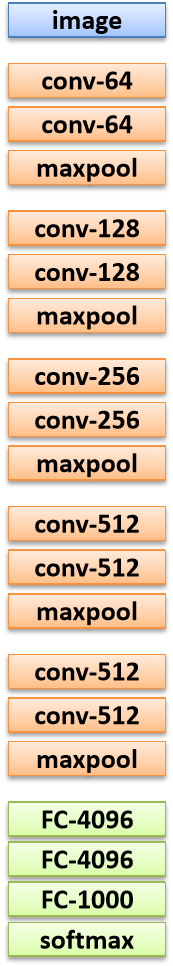 image
conv-64
conv-64
maxpool
conv-128
conv-128
maxpool
conv-256
conv-256
maxpool
conv-512
conv-512
maxpool
conv-512
conv-512
maxpool
FC-4096
FC-4096
FC-1000
softmax